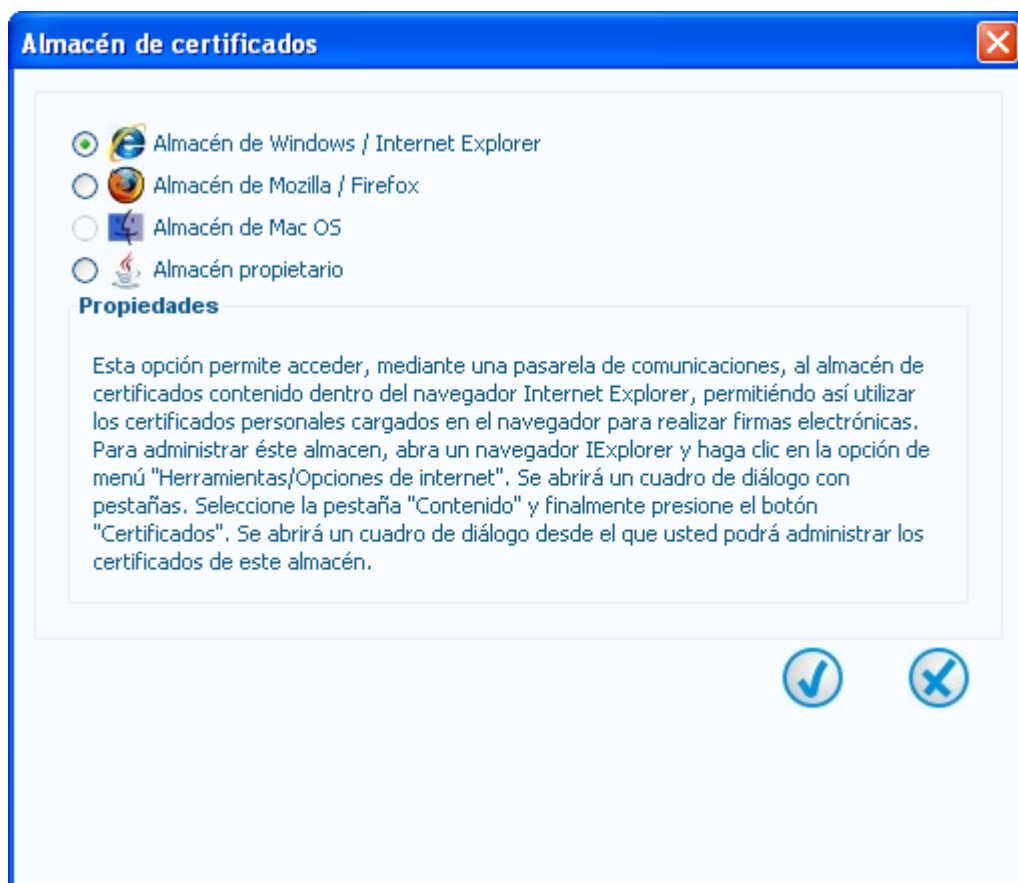 Almacén de certificados
Almacén de Windows / Internet Explorer
Almacén de Mozilla / Firefox
Almacén de Mac OS
Almacén propietario
Propiedades
Esta opción permite acceder, mediante una pasarela de comunicaciones, al almacén de
certificados contenido dentro del navegador Internet Explorer, permitiéndo así utilizar
los certificados personales cargados en el navegador para realizar firmas electrónicas.
Para administrar éste almacen, abra un navegador IExplorer y haga clic en la opción de
menú "Herramientas/Opciones de internet". Se abrirá un cuadro de diálogo con
pestañas. Seleccione la pestaña "Contenido" y finalmente presione el botón
"Certificados". Se abrirá un cuadro de diálogo desde el que usted podrá administrar los
certificados de este almacén.